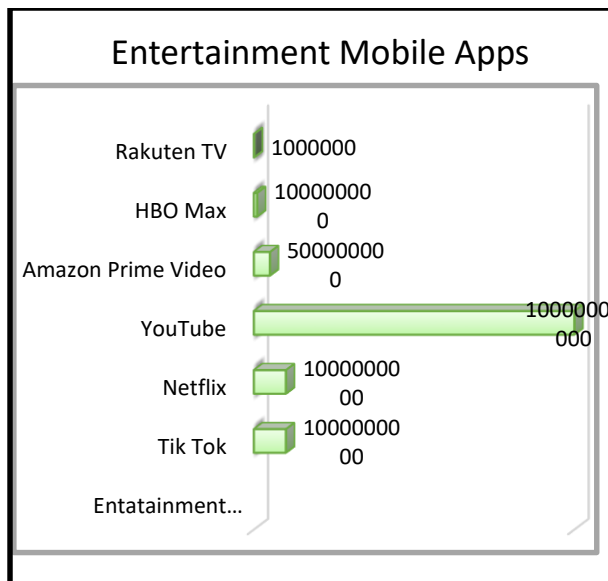 Entertainment Mobile Apps
Rakuten TV
1000000
HBO Max
10000000
0
Amazon Prime Video
50000000
0
YouTube
1000000
000
Netflix
10000000
00
Tik Tok
10000000
00
Entatainment…